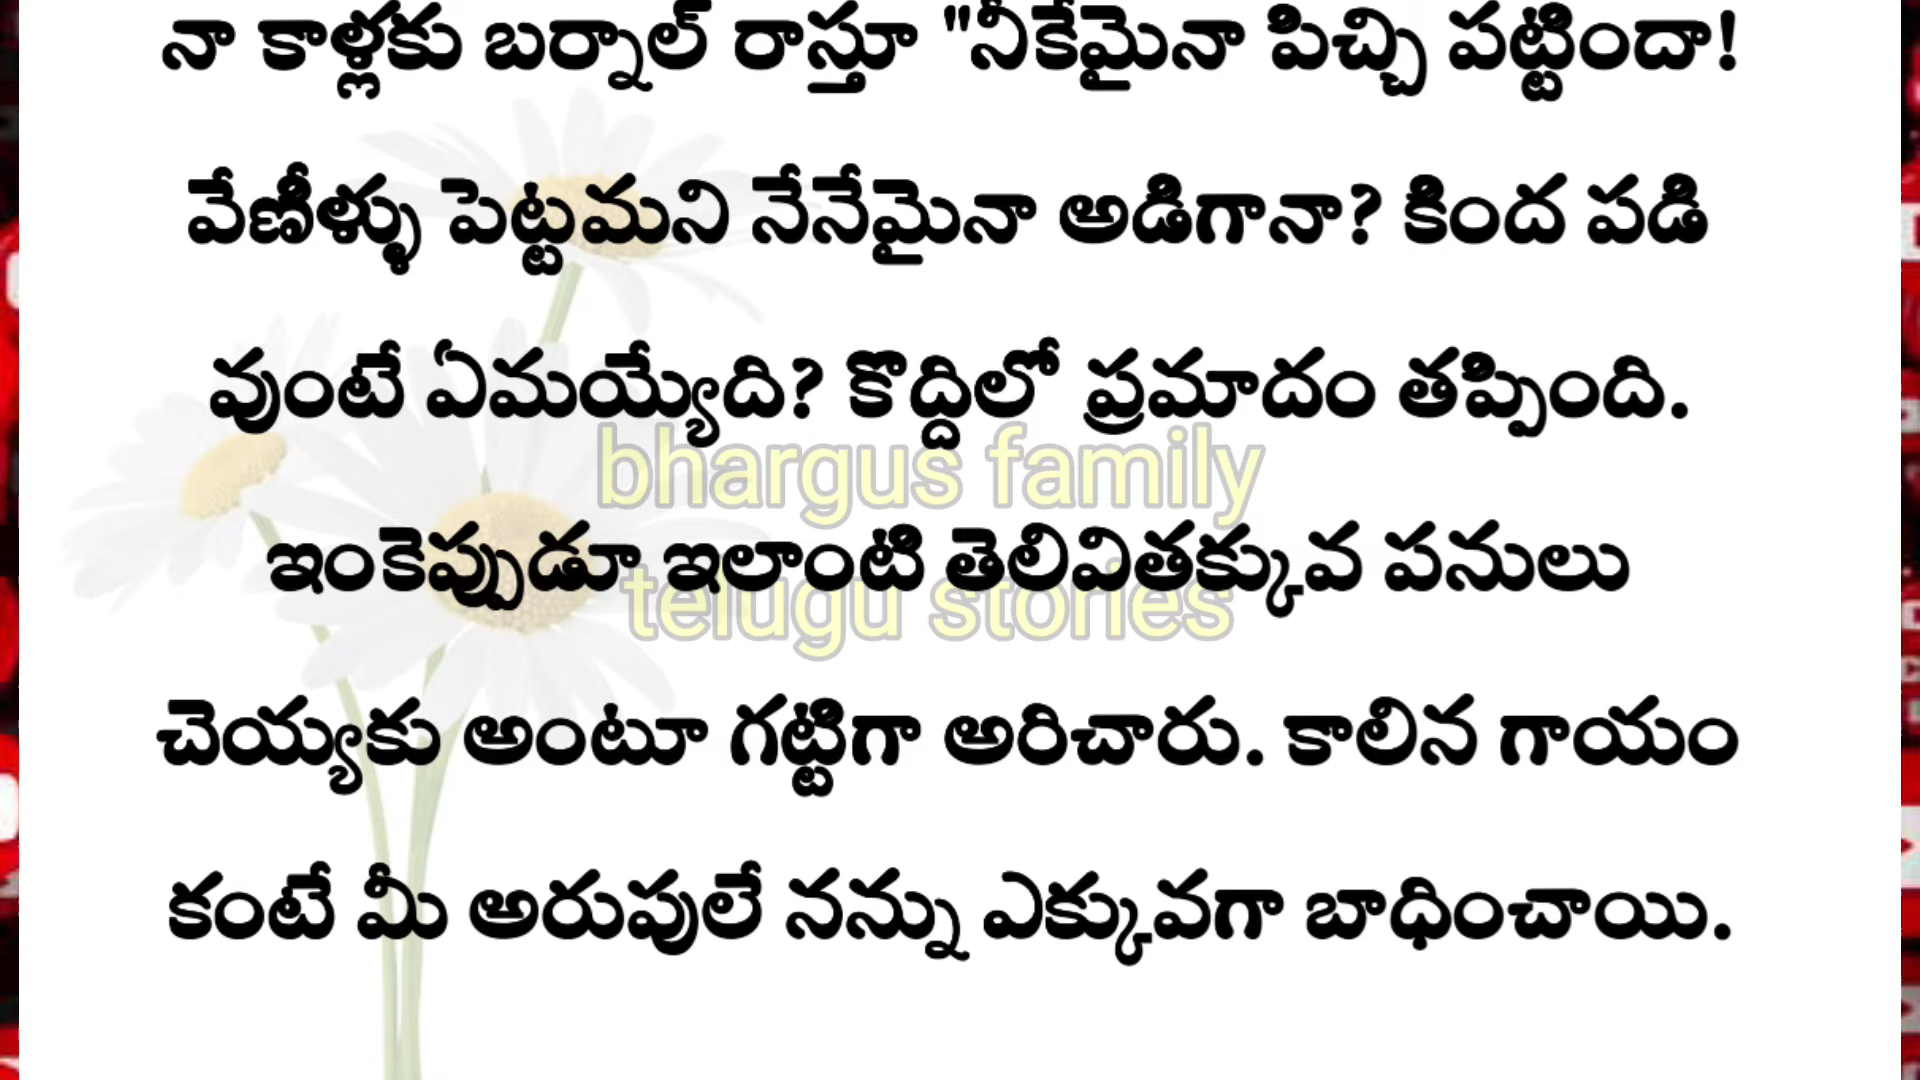 నా కాళ్లకు బర్నాల్ రాస్తూ "నీకేమైనా పిచ్చి పట్టిందా!
వేణీళ్ళు పెట్టమని నేనేమైనా అడిగానా? కింద పడి
వుంటే ఏమయ్యేది? కొద్దిలో ప్రమాదం తప్పింది.
bhargus family
ఇంకెప్పుడూ ఇలాంటి తెలివితక్కువ పనులు
telugu stories
చెయ్యకు అంటూ గట్టిగా అరిచారు. కాలిన గాయం
కంటే మీ అరుపులే నన్ను ఎక్కువగా బాధించాయి.